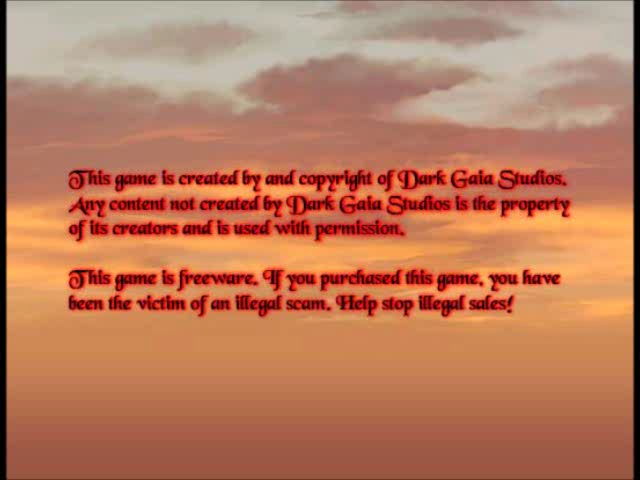 This game is created by and copyright of Dark Gaia Studios.
Any content not created by Dark Gaia Studios is the property
of its creators and is used with permission.
This game is freeware. If you purchased this game, you have
been the victim of an illegal scam. Help stop illegal sales!